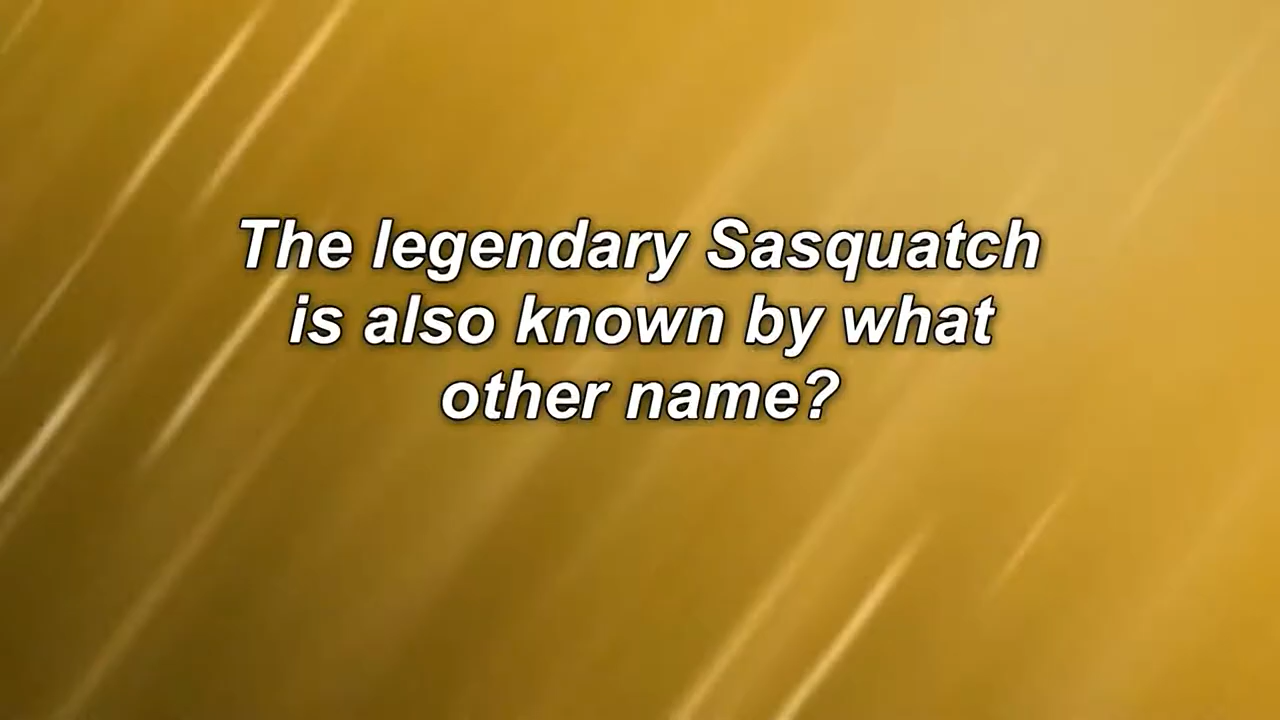 The legendary Sasquatch
is also known by what
other name?